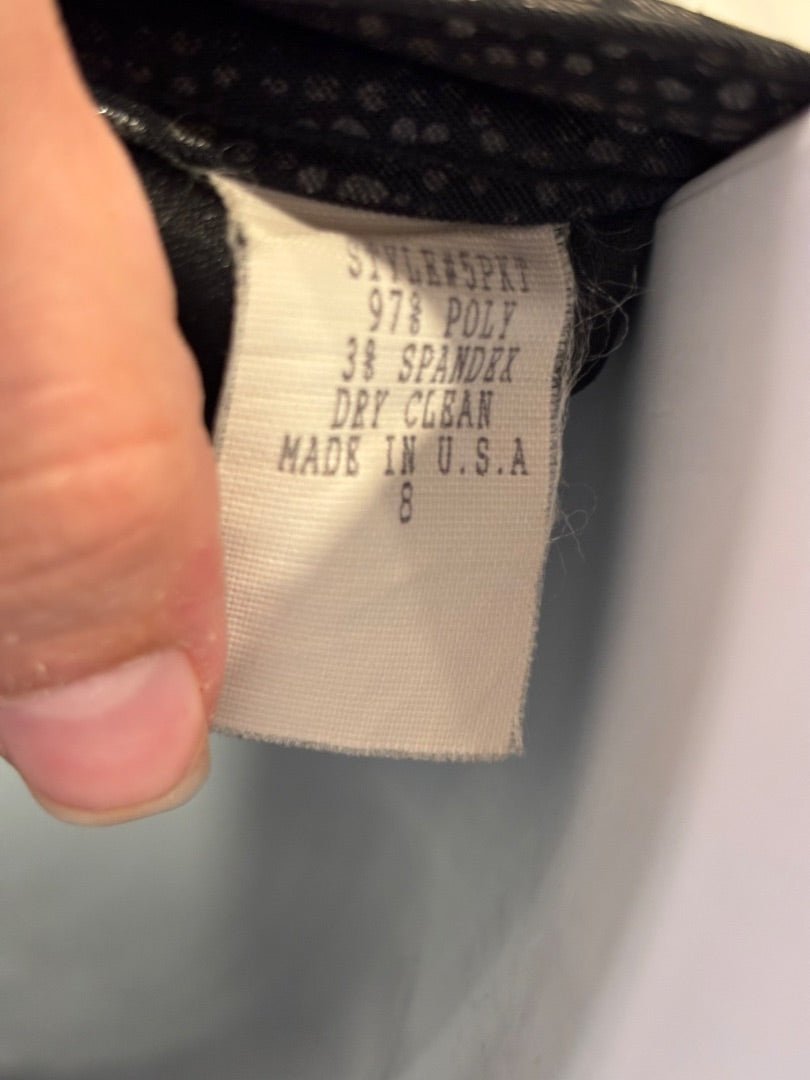 STYLE#5PKT
97% POLY
3% SPANDEX
DRY CLEAN
MADE IN U.S.A
8